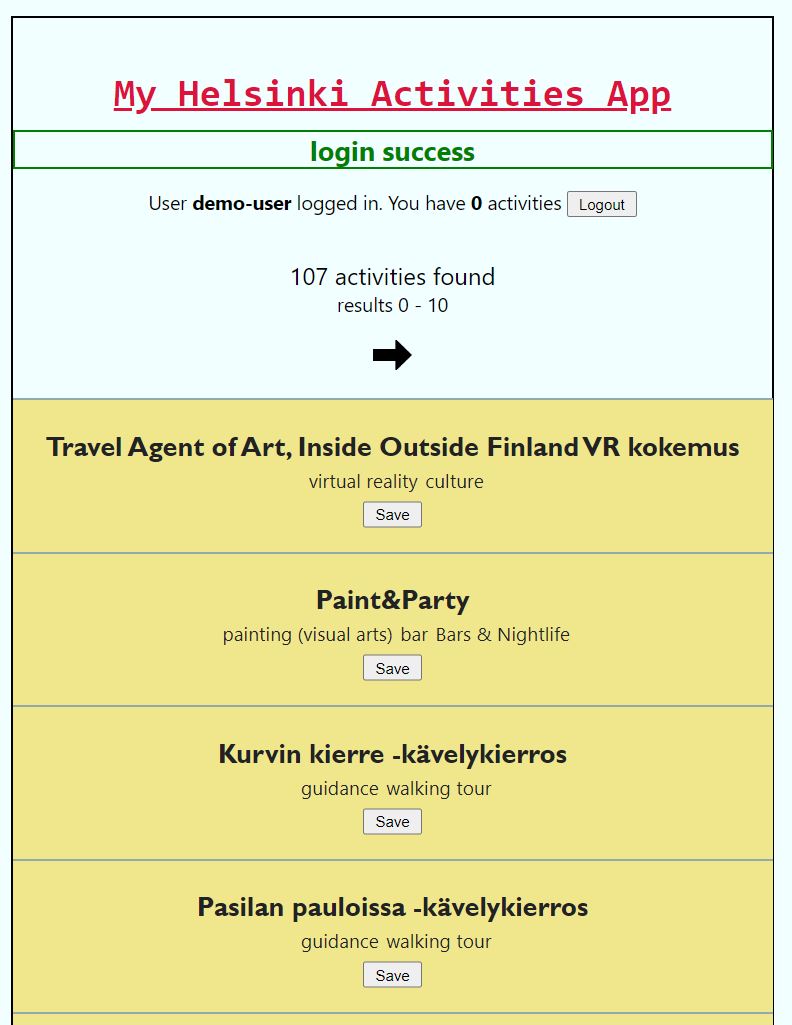 My Helsinki Activities App
login success
User demo-user logged in. You have 0 activities Logout
107 activities found
results 0 - 10
Travel Agent of Art, Inside Outside Finland VR kokemus
virtual reality culture
Save
Paint&Party
painting (visual arts) bar Bars & Nightlife
Save
Kurvin kierre -kävelykierros
guidance walking tour
Save
Pasilan pauloissa -kävelykierros
guidance walking tour
Save